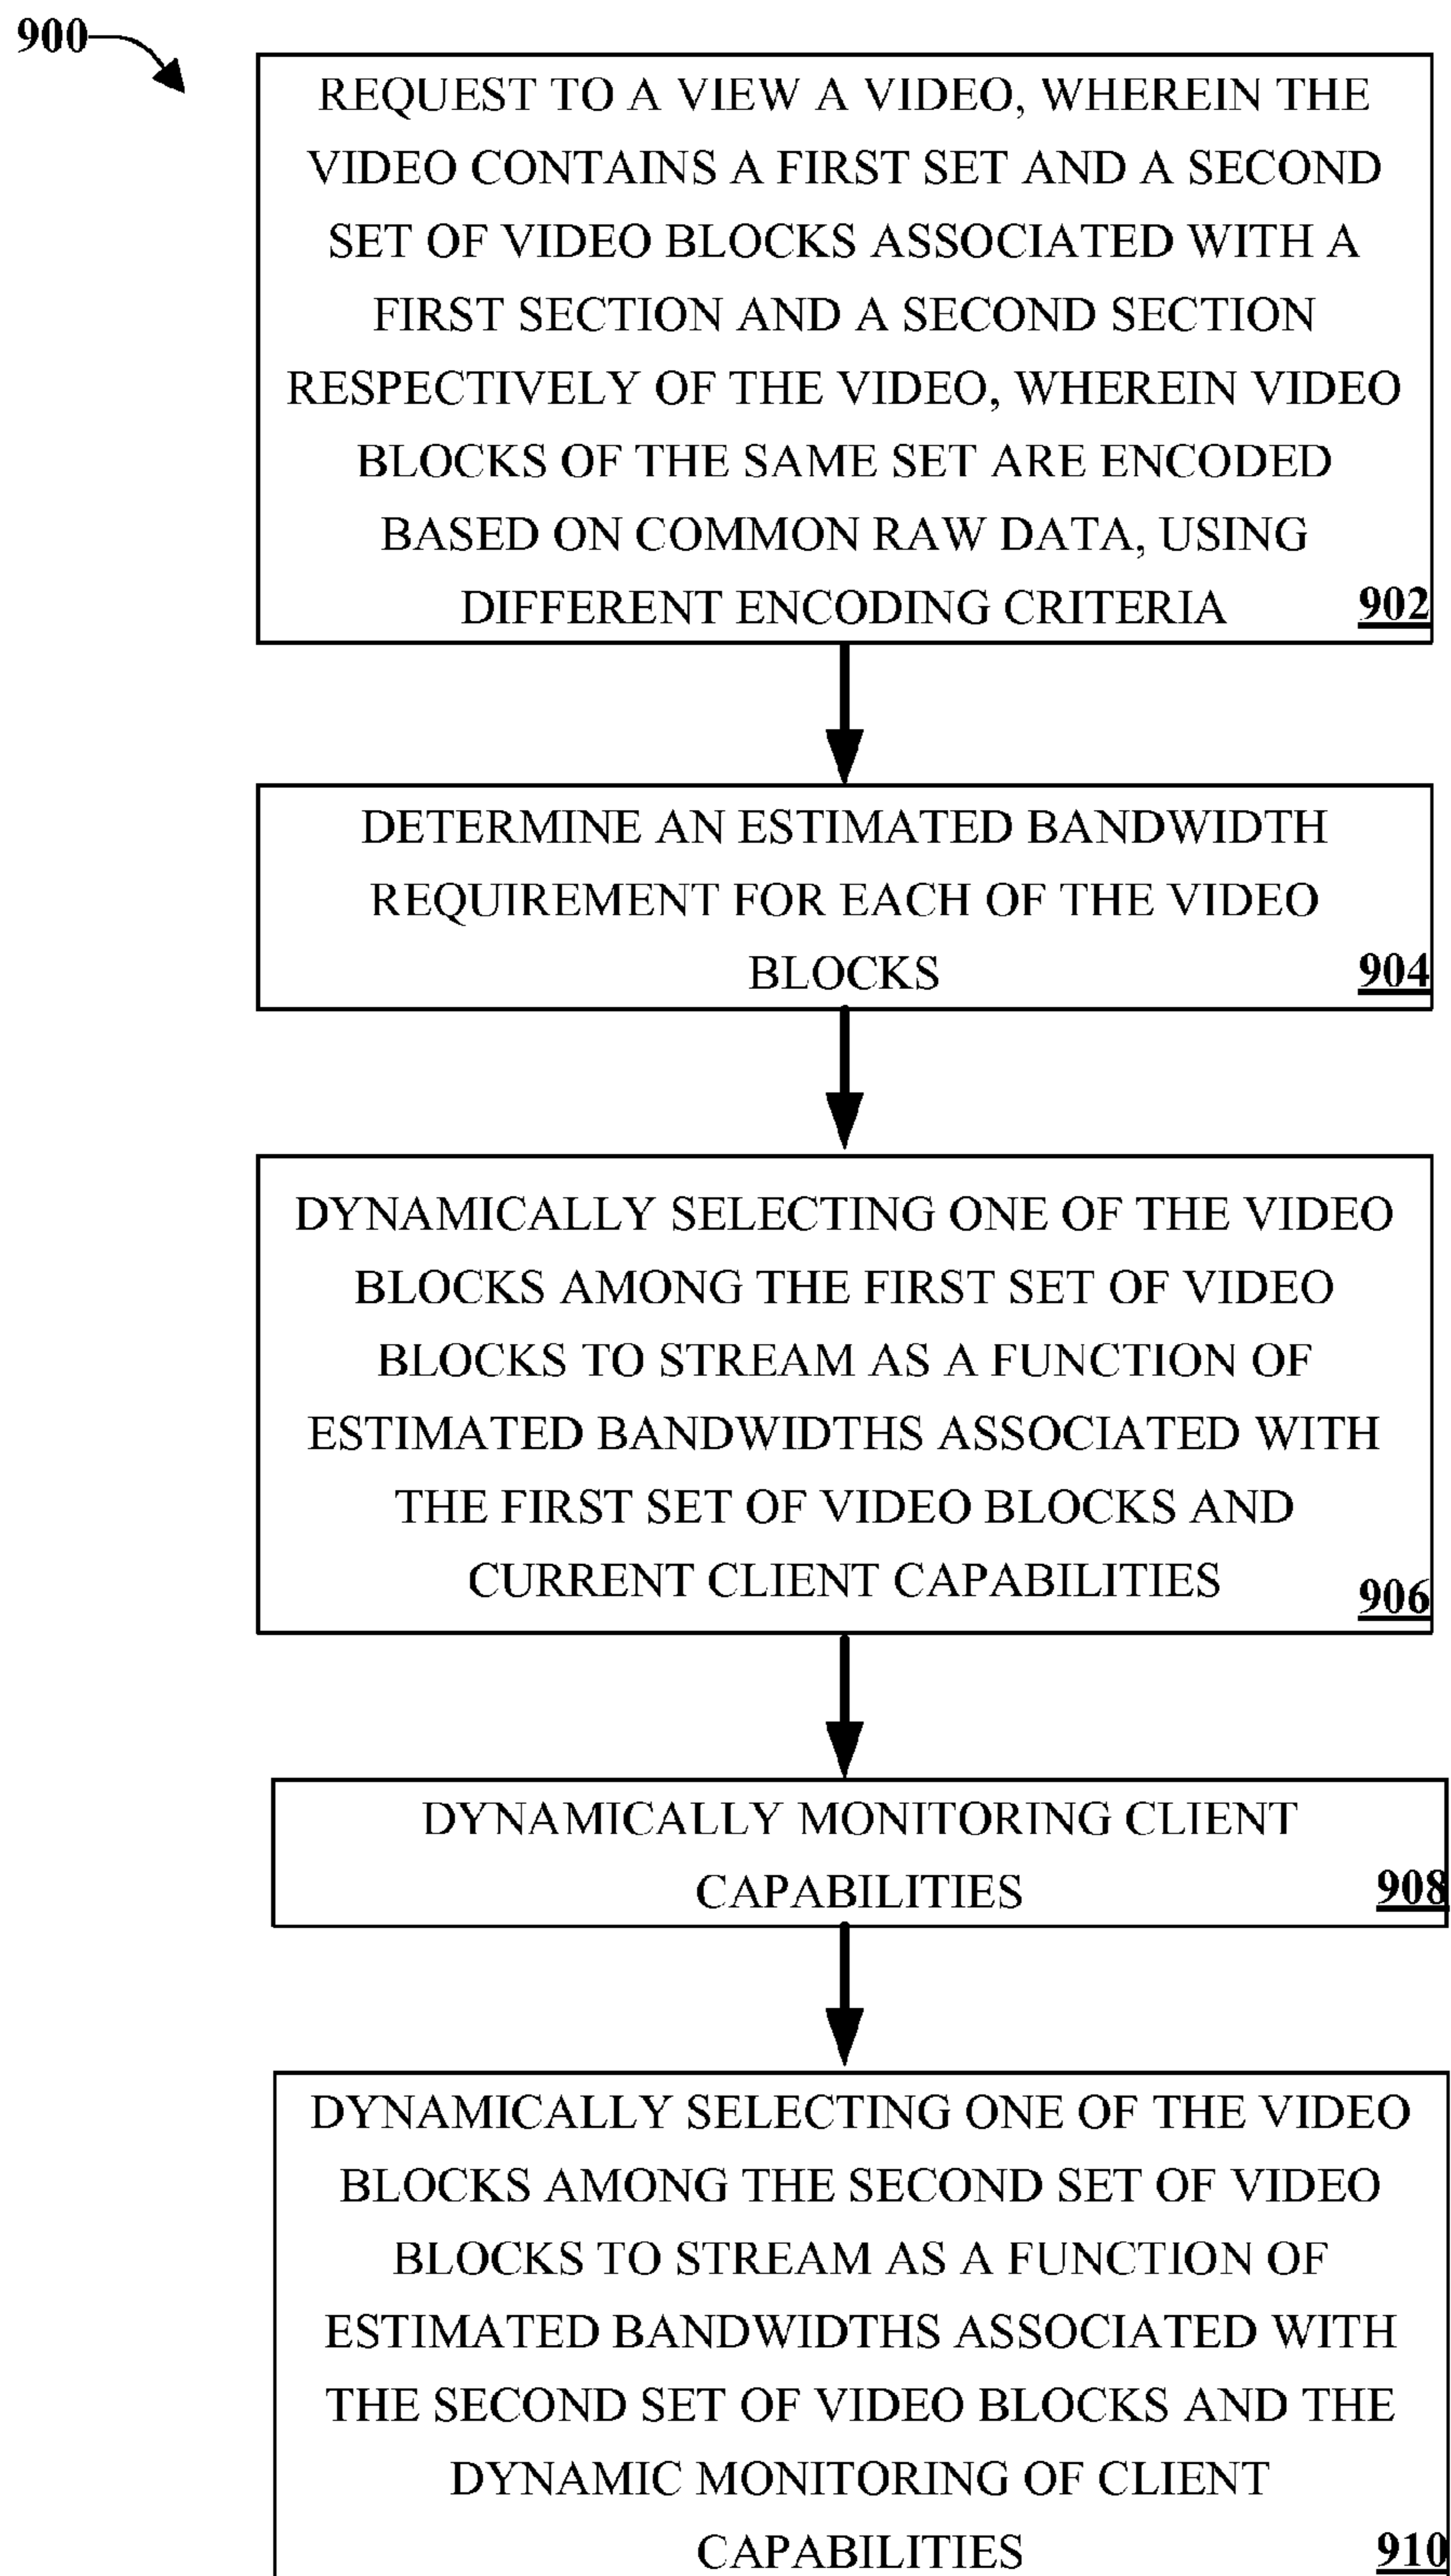 900
REQUEST TO A VIEW A VIDEO, WHEREIN THE
VIDEO CONTAINS A FIRST SET AND A SECOND
SET OF VIDEO BLOCKS ASSOCIATED WITH A
FIRST SECTION AND A SECOND SECTION
RESPECTIVELY OF THE VIDEO, WHEREIN VIDEO
BLOCKS OF THE SAME SET ARE ENCODED
BASED ON COMMON RAW DATA, USING
DIFFERENT ENCODING CRITERIA
902
DETERMINE AN ESTIMATED BANDWIDTH
REQUIREMENT FOR EACH OF THE VIDEO
BLOCKS
904
DYNAMICALLY SELECTING ONE OF THE VIDEO
BLOCKS AMONG THE FIRST SET OF VIDEO
BLOCKS TO STREAM AS A FUNCTION OF
ESTIMATED BANDWIDTHS ASSOCIATED WITH
THE FIRST SET OF VIDEO BLOCKS AND
CURRENT CLIENT CAPABILITIES
906
DYNAMICALLY MONITORING CLIENT
CAPABILITIES
908
DYNAMICALLY SELECTING ONE OF THE VIDEO
BLOCKS AMONG THE SECOND SET OF VIDEO
BLOCKS TO STREAM AS A FUNCTION OF
ESTIMATED BANDWIDTHS ASSOCIATED WITH
THE SECOND SET OF VIDEO BLOCKS AND THE
DYNAMIC MONITORING OF CLIENT
CAPABILITIES
910